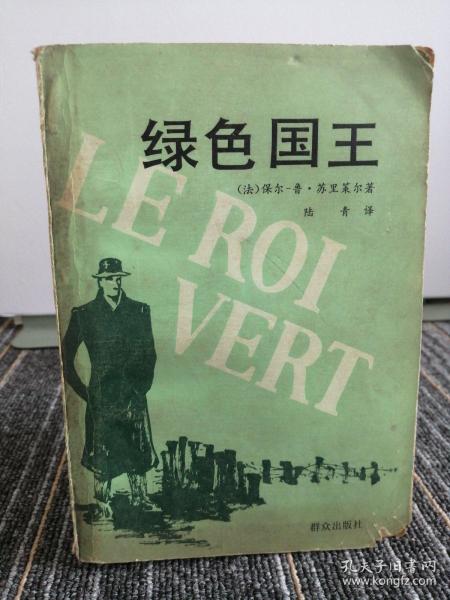 绿色国王
(法)保尔-鲁·苏里策尔著
陆 青 译
LE ROI
VERT
群众出版社
孔夫子旧书网
www.kongfz.com